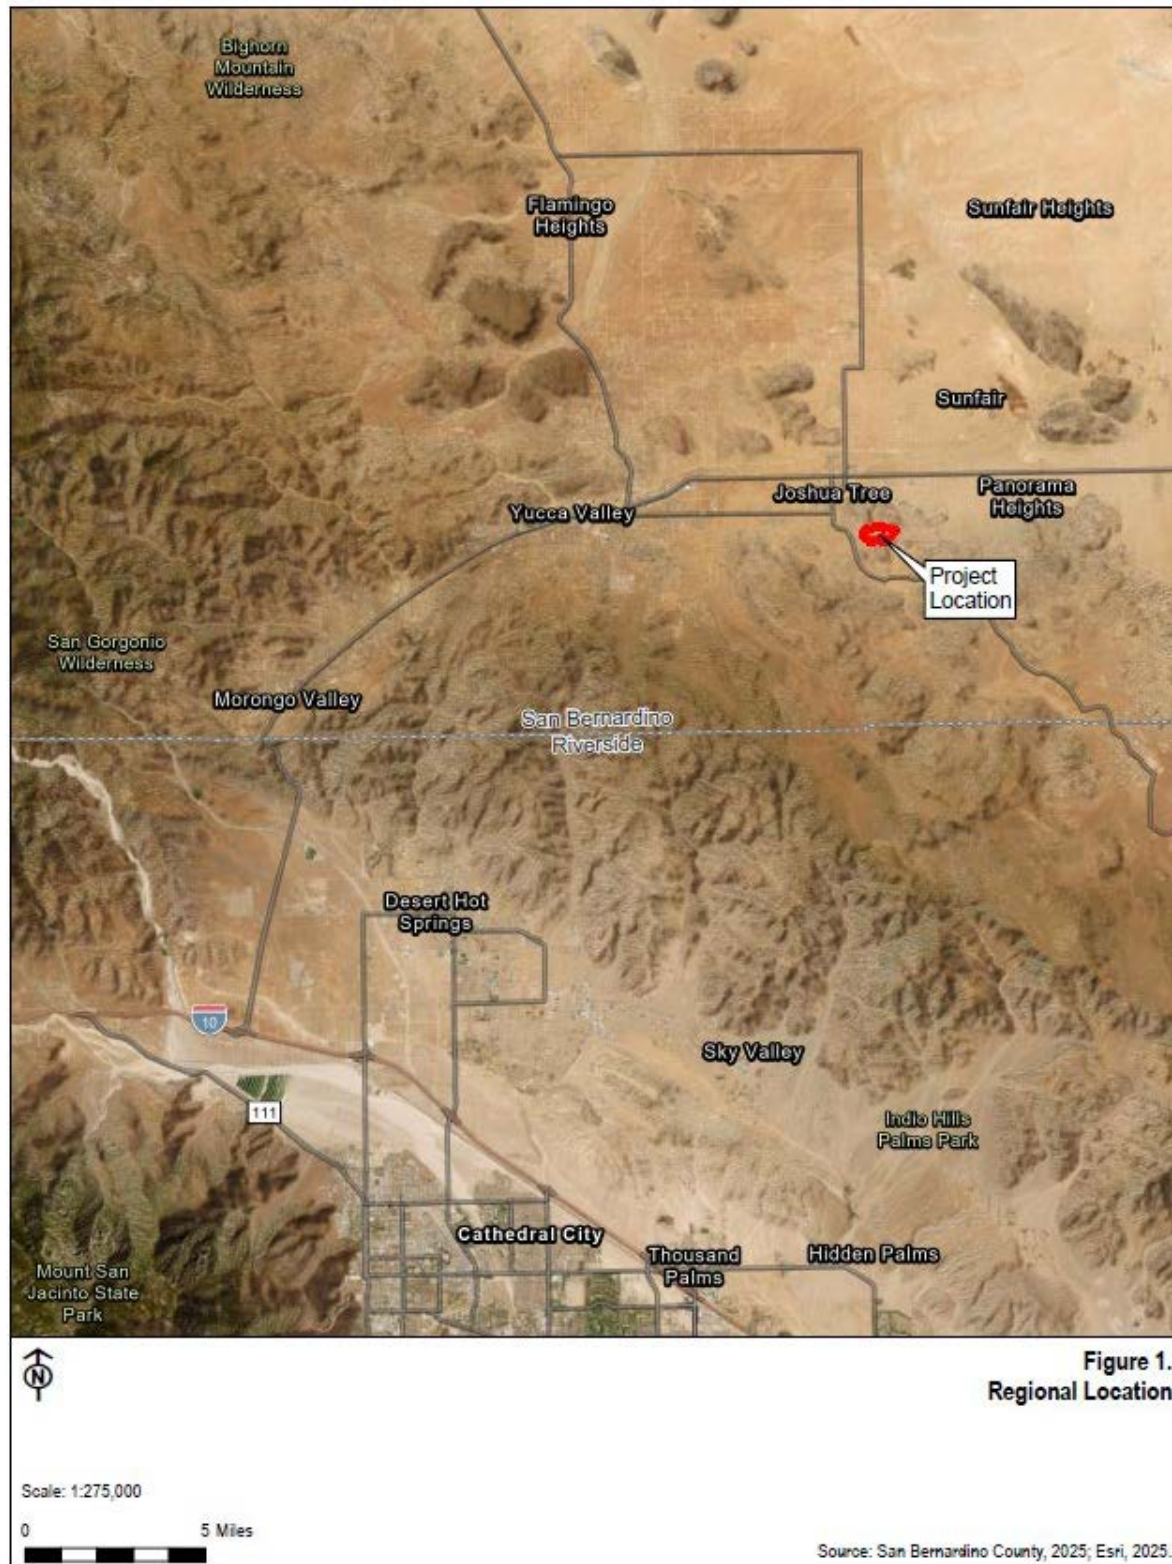 Bighorn
Mountain
Wilderness
Flamingo
Heights
Sunfair Heights
Sunfair
Joshua Tree
Panorama
Heights
Yucca Valley
Project
Location
San Gorgonio
Wilderness
Morongo Valley
San Bernardino
Riverside
Desert Hot
Springs
10
Sky Valley
111
Indio Hills
Palms Park
Cathedral City
Thousand
Palms
Hidden Palms
Mount San
Jacinto State
Park
N
Figure 1.
Regional Location
Scale: 1:275,000
0 5 Miles
Source: San Bernardino County, 2025; Esri, 2025